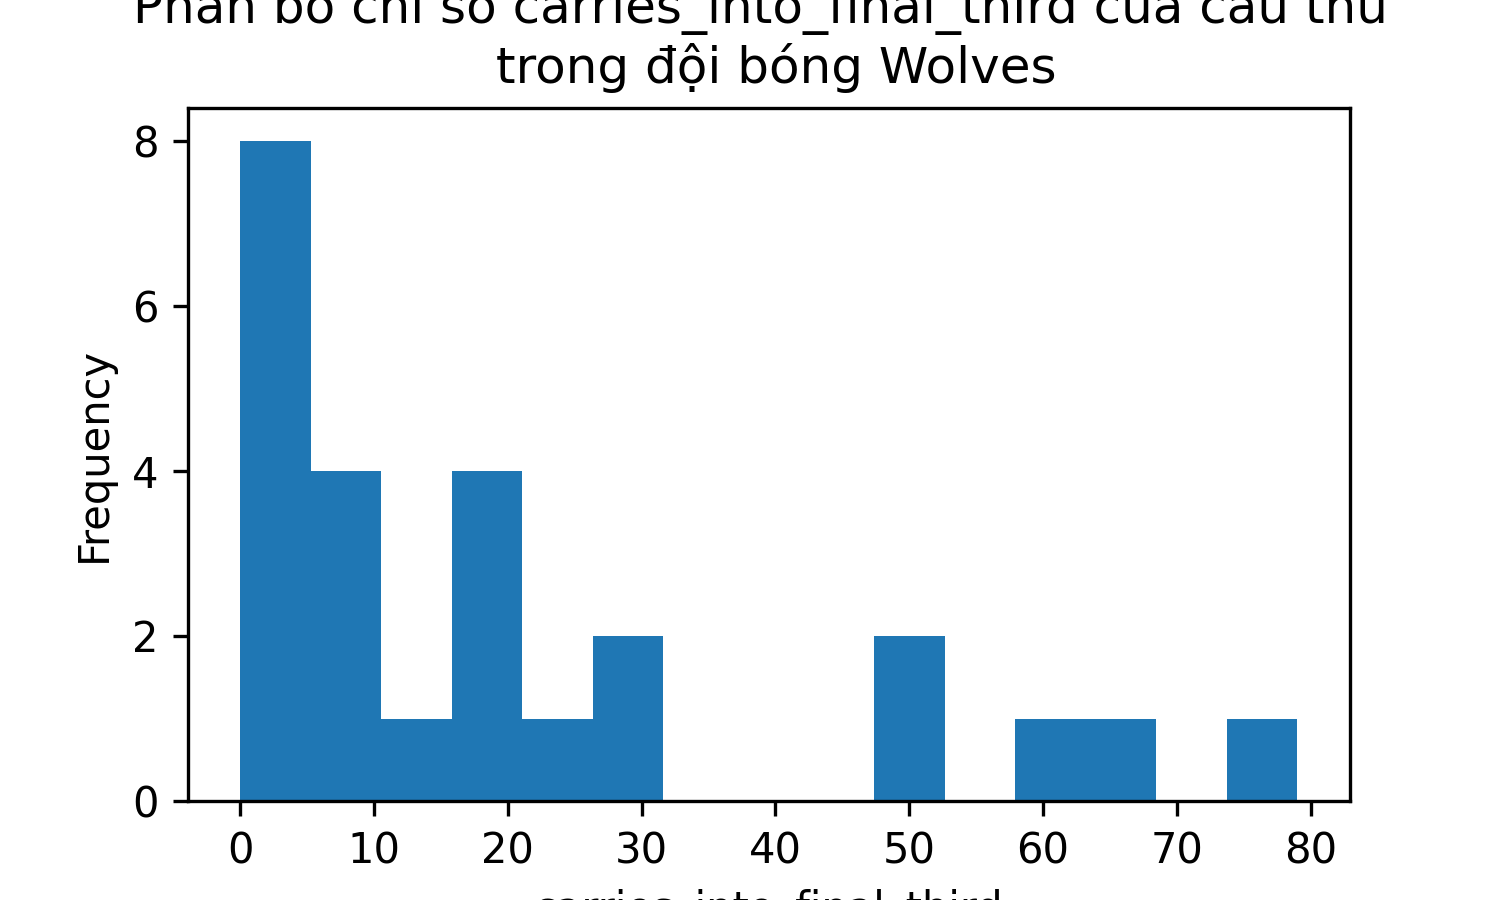 Phân bố chỉ số carries_into_final_third của cầu thủ
trong đội bóng Wolves
Frequency
8
6
4
2
0
0 10 20 30 40 50 60 70 80
carries_into_final_third